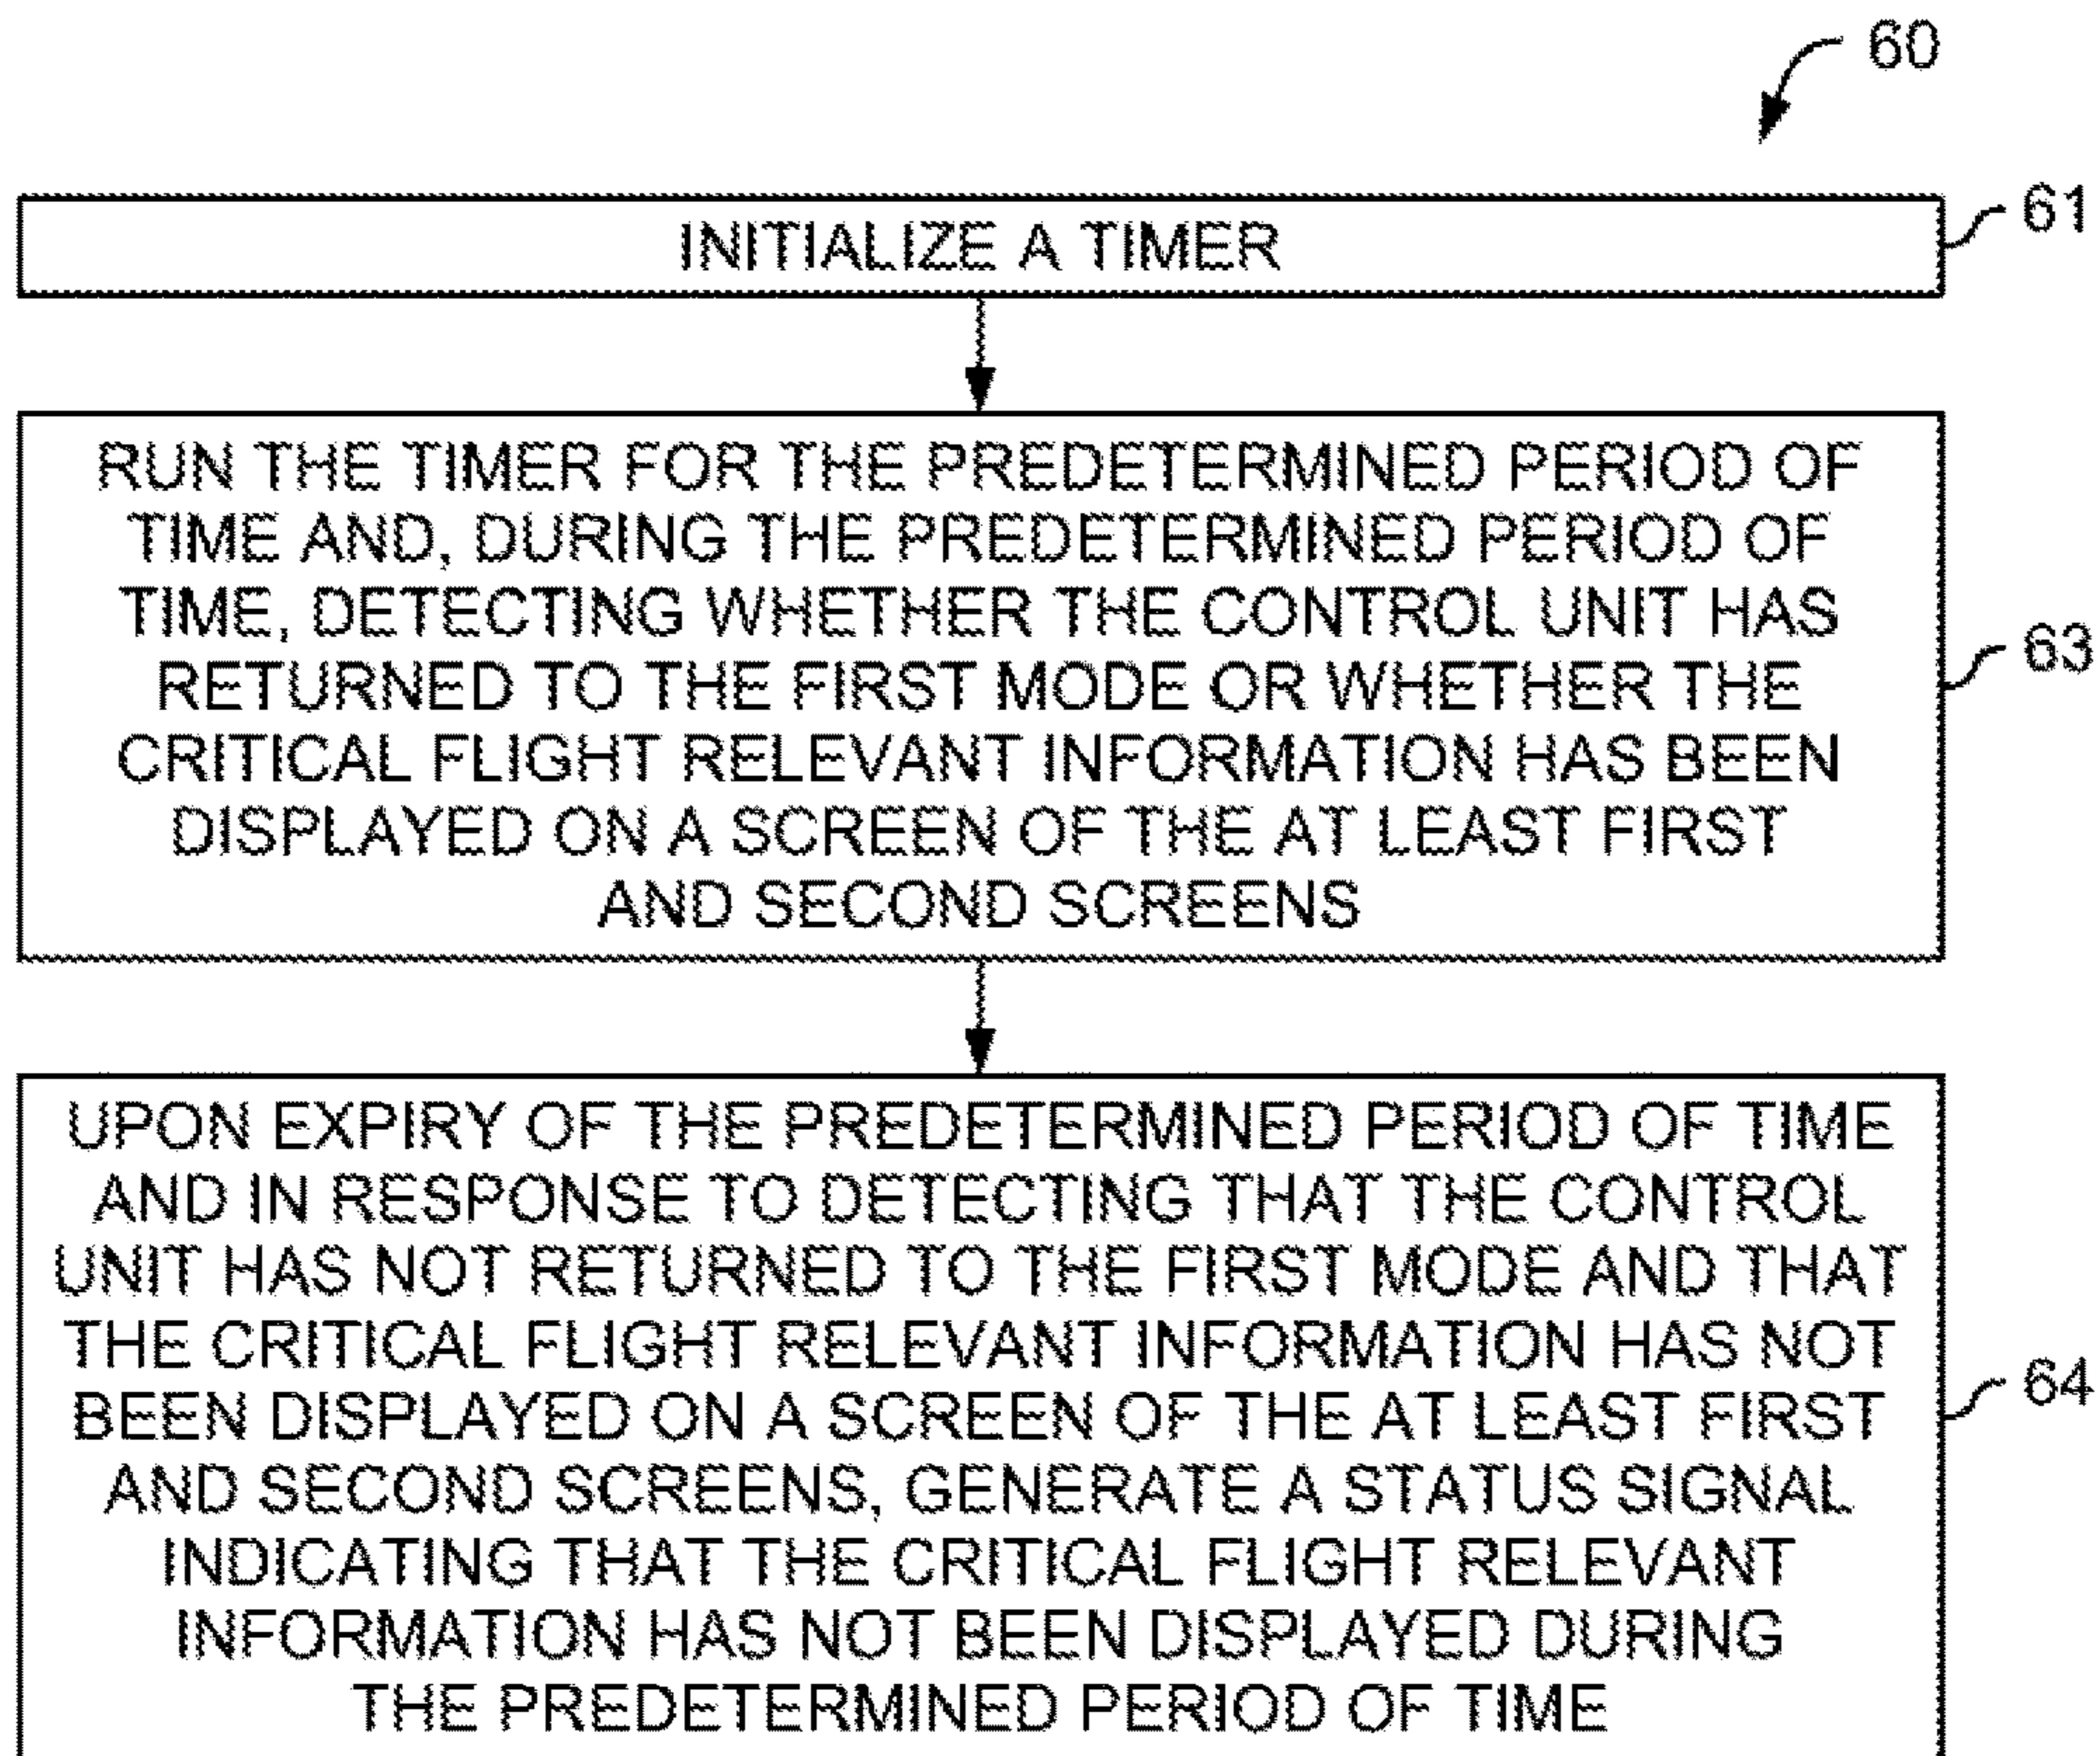 60
INITIALIZE A TIMER
61
RUN THE TIMER FOR THE PREDETERMINED PERIOD OF
TIME AND, DURING THE PREDETERMINED PERIOD OF
TIME, DETECTING WHETHER THE CONTROL UNIT HAS
RETURNED TO THE FIRST MODE OR WHETHER THE
CRITICAL FLIGHT RELEVANT INFORMATION HAS BEEN
DISPLAYED ON A SCREEN OF THE AT LEAST FIRST
AND SECOND SCREENS
63
UPON EXPIRY OF THE PREDETERMINED PERIOD OF TIME
AND IN RESPONSE TO DETECTING THAT THE CONTROL
UNIT HAS NOT RETURNED TO THE FIRST MODE AND THAT
THE CRITICAL FLIGHT RELEVANT INFORMATION HAS NOT
BEEN DISPLAYED ON A SCREEN OF THE AT LEAST FIRST
AND SECOND SCREENS, GENERATE A STATUS SIGNAL
INDICATING THAT THE CRITICAL FLIGHT RELEVANT
INFORMATION HAS NOT BEEN DISPLAYED DURING
THE PREDETERMINED PERIOD OF TIME
64